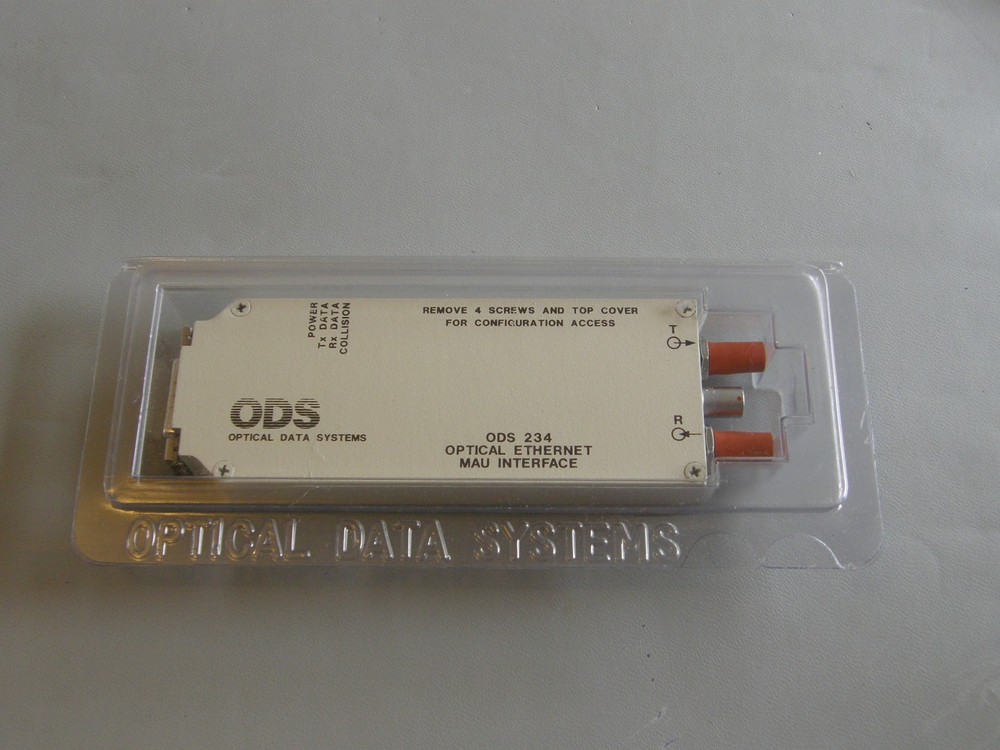 POWER
Tx DATA
Rx DATA
COLLISION
REMOVE 4 SCREWS AND TOP COVER
FOR CONFIGURATION ACCESS
T
R
ODS
OPTICAL DATA SYSTEMS
ODS 234
OPTICAL ETHERNET
MAU INTERFACE
OPTICAL DATA SYSTEMS